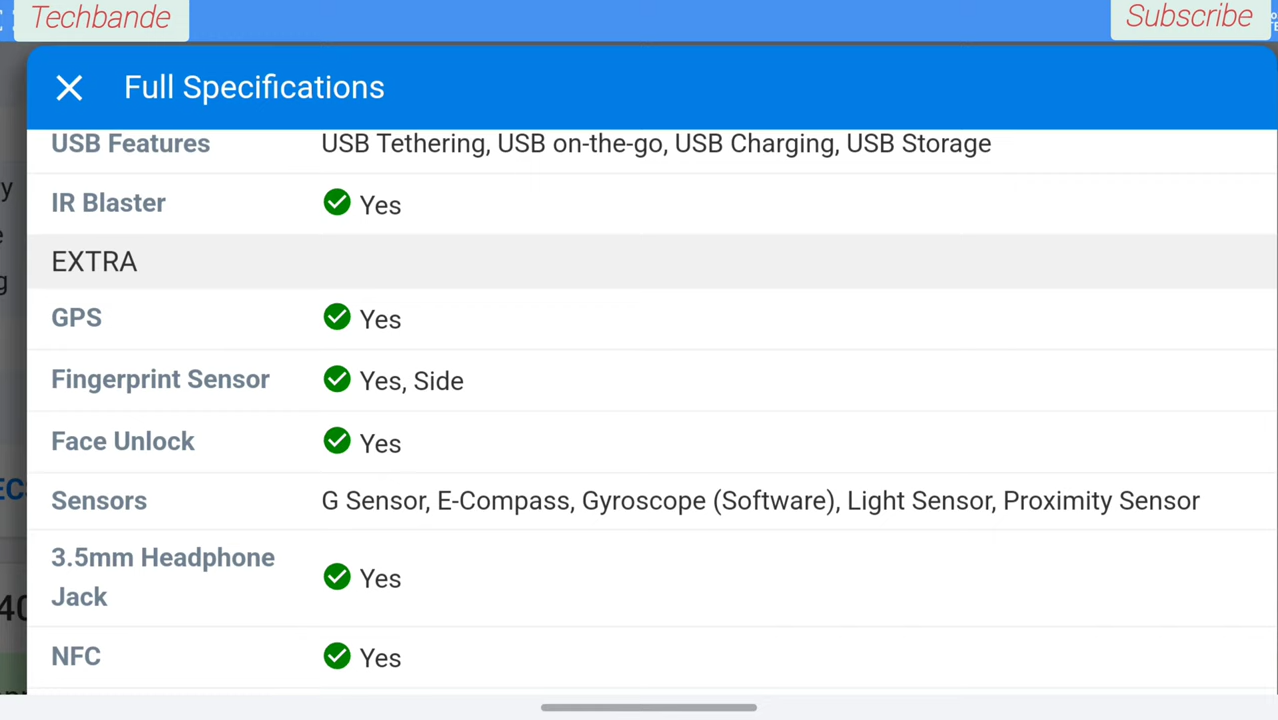 Techbande
Subscribe
Full Specifications
USB Features USB Tethering, USB on-the-go, USB Charging, USB Storage
IR Blaster Yes
EXTRA
GPS Yes
Fingerprint Sensor Yes, Side
Face Unlock Yes
Sensors G Sensor, E-Compass, Gyroscope (Software), Light Sensor, Proximity Sensor
3.5mm Headphone
Jack Yes
NFC Yes